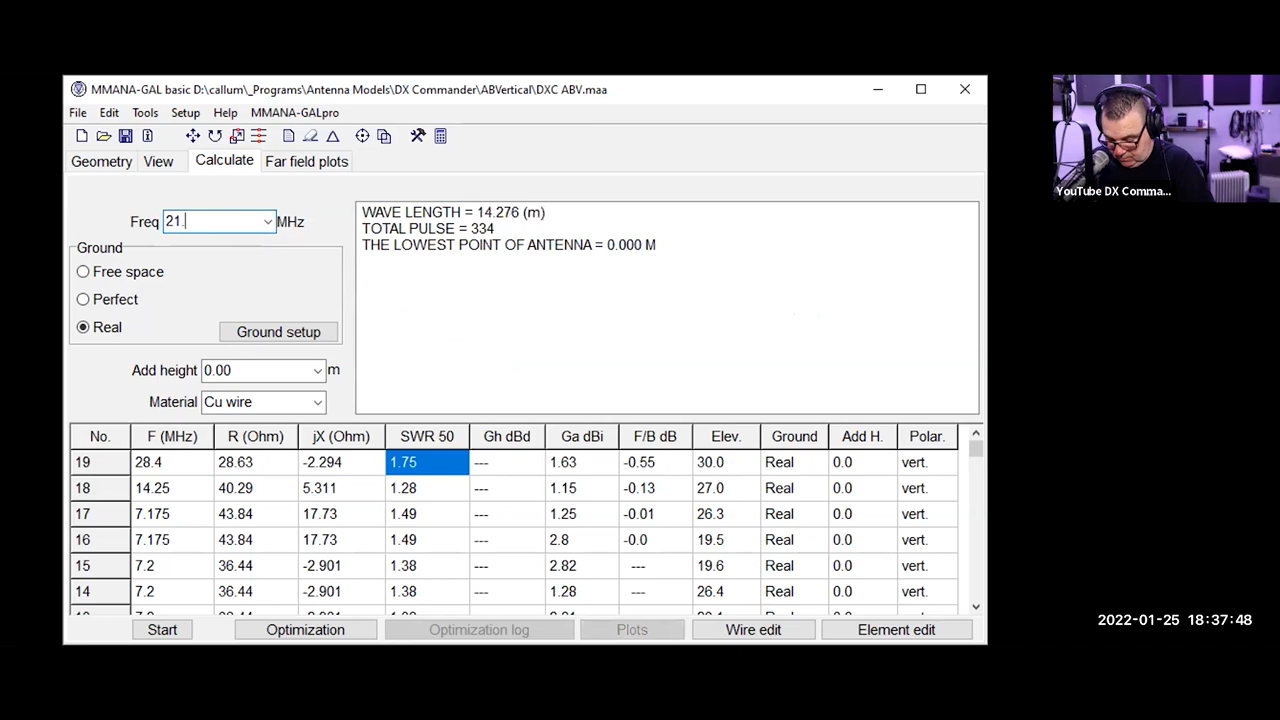 MMANA-GAL basic D:\callum\_Programs\Antenna Models\DX Commander\ABVertical\DXC ABV.maa
File Edit Tools Setup Help MMANA-GALpro
Geometry View Calculate Far field plots
Freq 21. MHz
Ground
Free space
Perfect
Real
Ground setup
Add height 0.00 m
Material Cu wire
WAVE LENGTH = 14.276 (m)
TOTAL PULSE = 334
THE LOWEST POINT OF ANTENNA = 0.000 M
No. F (MHz) R (Ohm) jX (Ohm) SWR 50 Gh dBd Ga dBi F/B dB Elev. Ground Add H. Polar.
19 28.4 28.63 -2.294 1.75 --- 1.63 -0.55 30.0 Real 0.0 vert.
18 14.25 40.29 5.311 1.28 --- 1.15 -0.13 27.0 Real 0.0 vert.
17 7.175 43.84 17.73 1.49 --- 1.25 -0.01 26.3 Real 0.0 vert.
16 7.175 43.84 17.73 1.49 --- 2.8 -0.0 19.5 Real 0.0 vert.
15 7.2 36.44 -2.901 1.38 --- 2.82 --- 19.6 Real 0.0 vert.
14 7.2 36.44 -2.901 1.38 --- 1.28 --- 26.4 Real 0.0 vert.
Start Optimization Optimization log Plots Wire edit Element edit
YouTube DX Comma...
2022-01-25 18:37:48